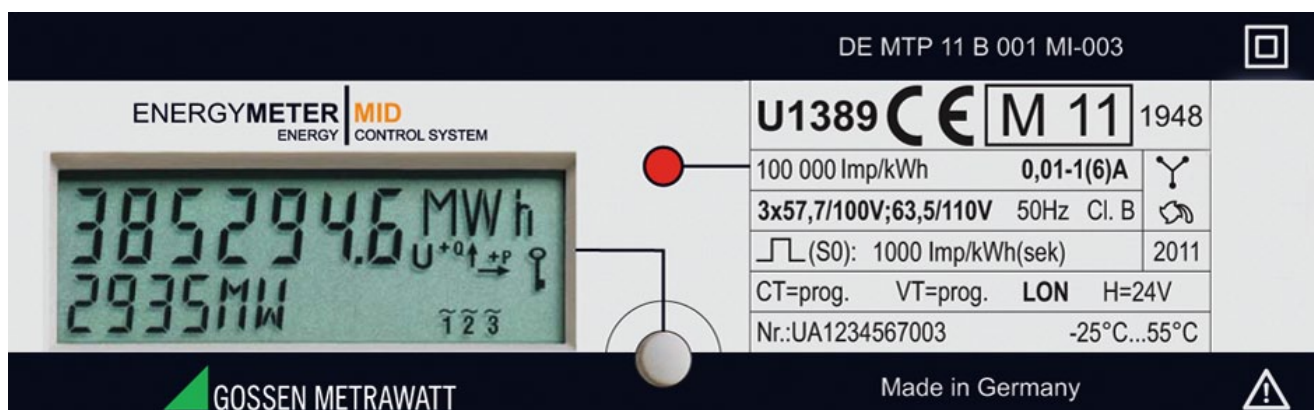 DE MTP 11 B 001 MI-003
ENERGYMETER MID
ENERGY CONTROL SYSTEM
385294.6 MWh
U +Q +P
2935MW
1 2 3
U1389 CE M 11 1948
100 000 Imp/kWh 0,01-1(6)A
3x57,7/100V;63,5/110V 50Hz Cl. B
(S0): 1000 Imp/kWh(sek) 2011
CT=prog. VT=prog. LON H=24V
Nr.:UA1234567003 -25°C...55°C
GOSSEN METRAWATT
Made in Germany